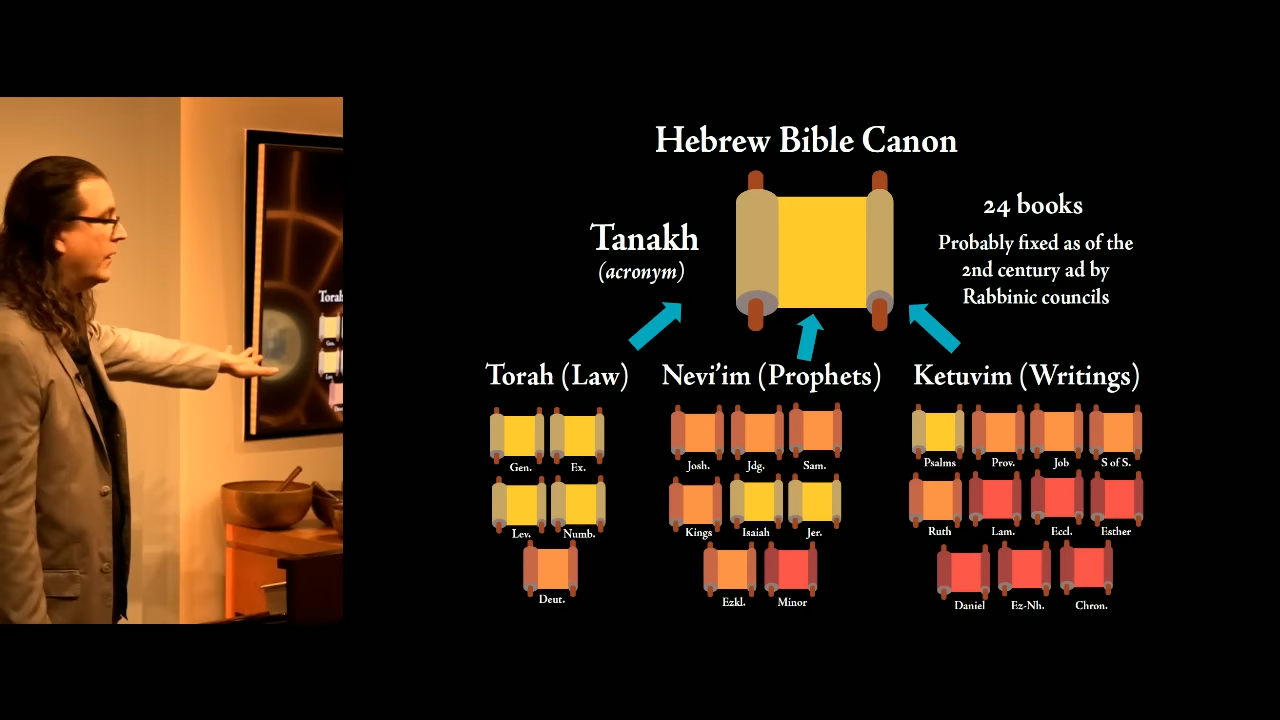 Hebrew Bible Canon
Tanakh
(acronym)
24 books
Probably fixed as of the
2nd century ad by
Rabbinic councils
Torah (Law)
Nevi'im (Prophets)
Ketuvim (Writings)
Gen. Ex.
Lev. Numb.
Deut.
Josh. Jdg. Sam.
Kings Isaiah Jer.
Ezkl. Minor
Psalms Prov. Job S of S.
Ruth Lam. Eccl. Esther
Daniel Ez-Nh. Chron.
Torah